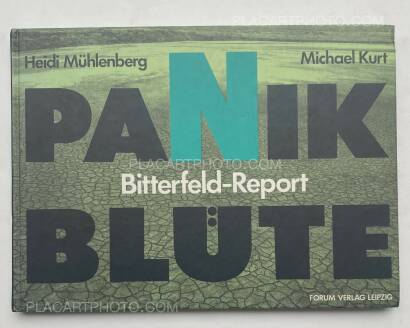 PLACARTPHOTO.COM
Heidi Mühlenberg
Michael Kurt
PANIK
PLACARTPHOTO.COM
Bitterfeld-Report
BLÜTE
FORUM VERLAG LEIPZIG
PLACARTPHOTO.COM